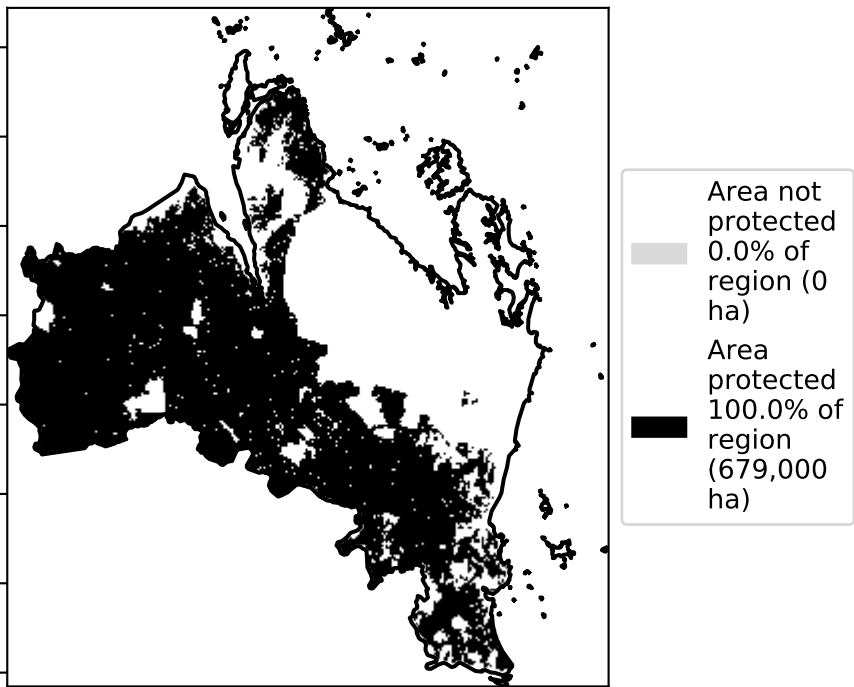 Area not
protected
0.0% of
region (0
ha)
Area
protected
100.0% of
region
(679,000
ha)